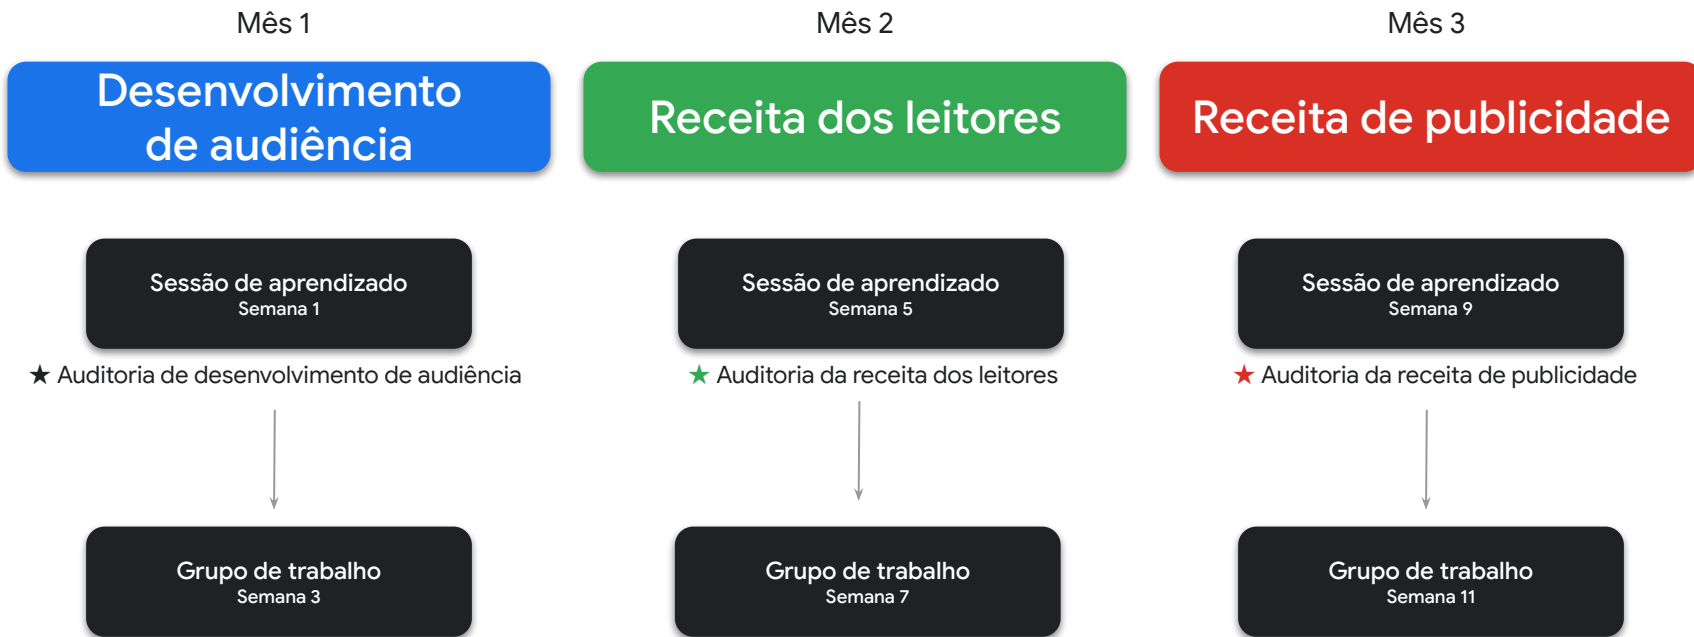 Mês 1
Desenvolvimento
de audiência
Sessão de aprendizado
Semana 1
★ Auditoria de desenvolvimento de audiência
Grupo de trabalho
Semana 3
Mês 2
Receita dos leitores
Sessão de aprendizado
Semana 5
★ Auditoria da receita dos leitores
Grupo de trabalho
Semana 7
Mês 3
Receita de publicidade
Sessão de aprendizado
Semana 9
★ Auditoria da receita de publicidade
Grupo de trabalho
Semana 11